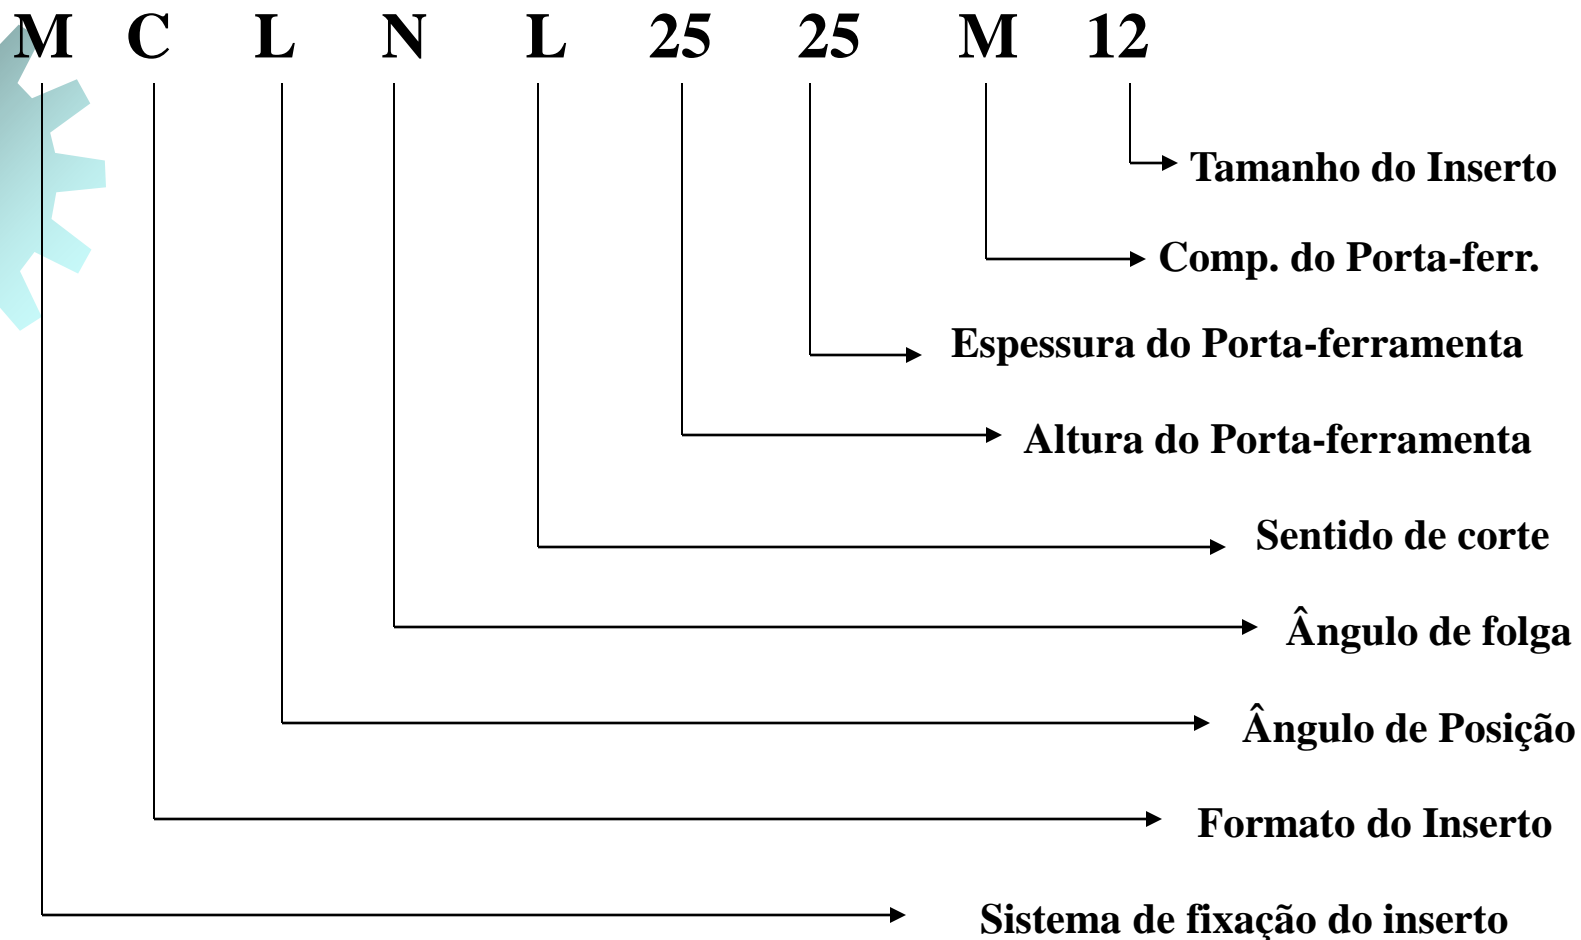 M C L N L 25 25 M 12
Tamanho do Inserto
Comp. do Porta-ferr.
Espessura do Porta-ferramenta
Altura do Porta-ferramenta
Sentido de corte
Ângulo de folga
Ângulo de Posição
Formato do Inserto
Sistema de fixação do inserto